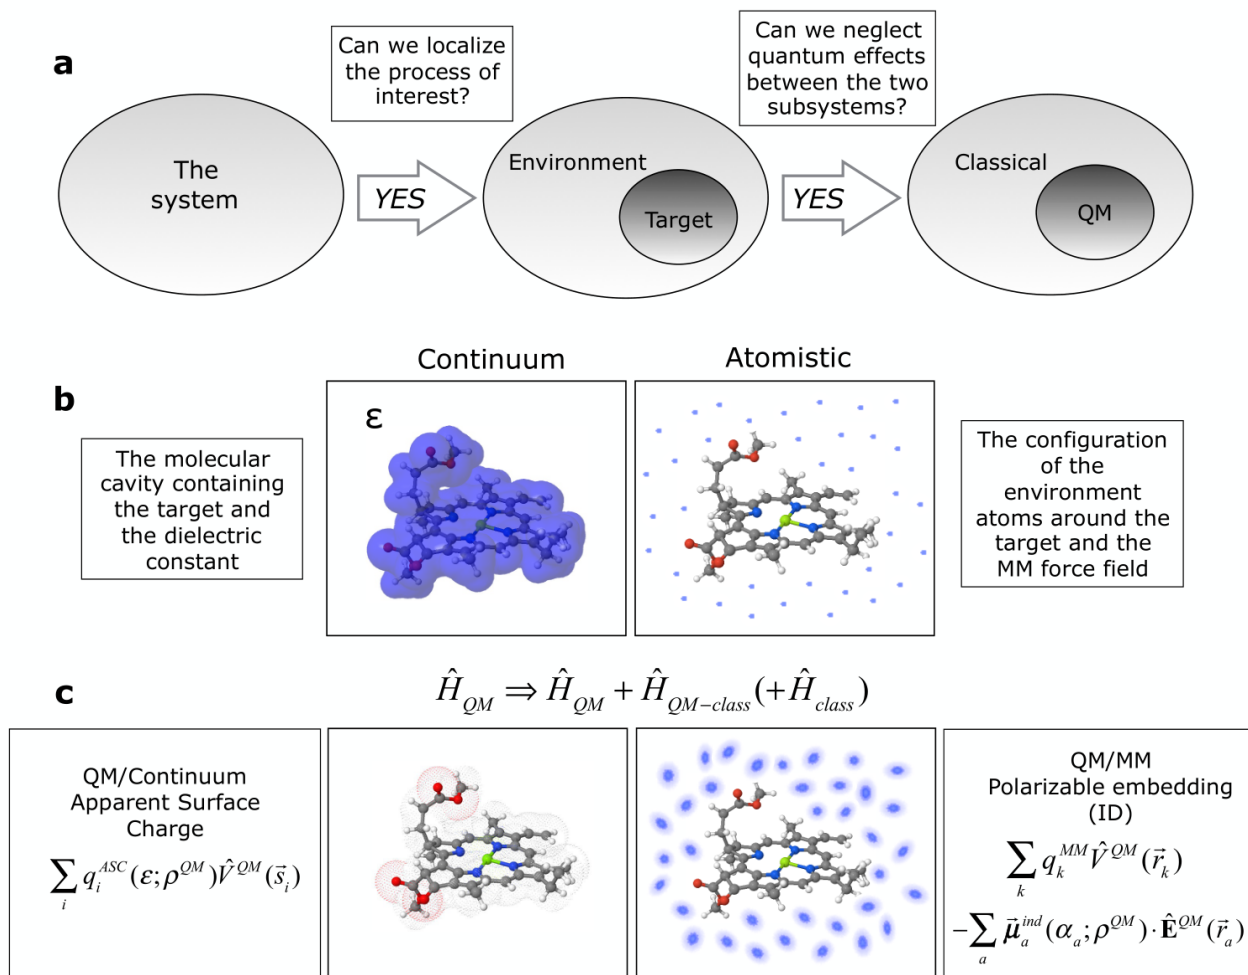 a
Can we localize
the process of
interest?
Can we neglect
quantum effects
between the two
subsystems?
The
system
YES
Environment
Target
YES
Classical
QM
b
Continuum
Atomistic
The molecular
cavity containing
the target and
the dielectric
constant
ε
The configuration
of the
environment
atoms around the
target and the
MM force field
c
Ĥ_QM ⇒ Ĥ_QM + Ĥ_QM−class (+Ĥ_class)
QM/Continuum
Apparent Surface
Charge
∑_i q_i^ASC (ε; ρ^QM) V̂^QM (s⃗_i)
QM/MM
Polarizable embedding
(ID)
∑_k q_k^MM V̂^QM (r⃗_k)
−∑_a μ⃗_a^ind (α_a; ρ^QM) · Ê^QM (r⃗_a)